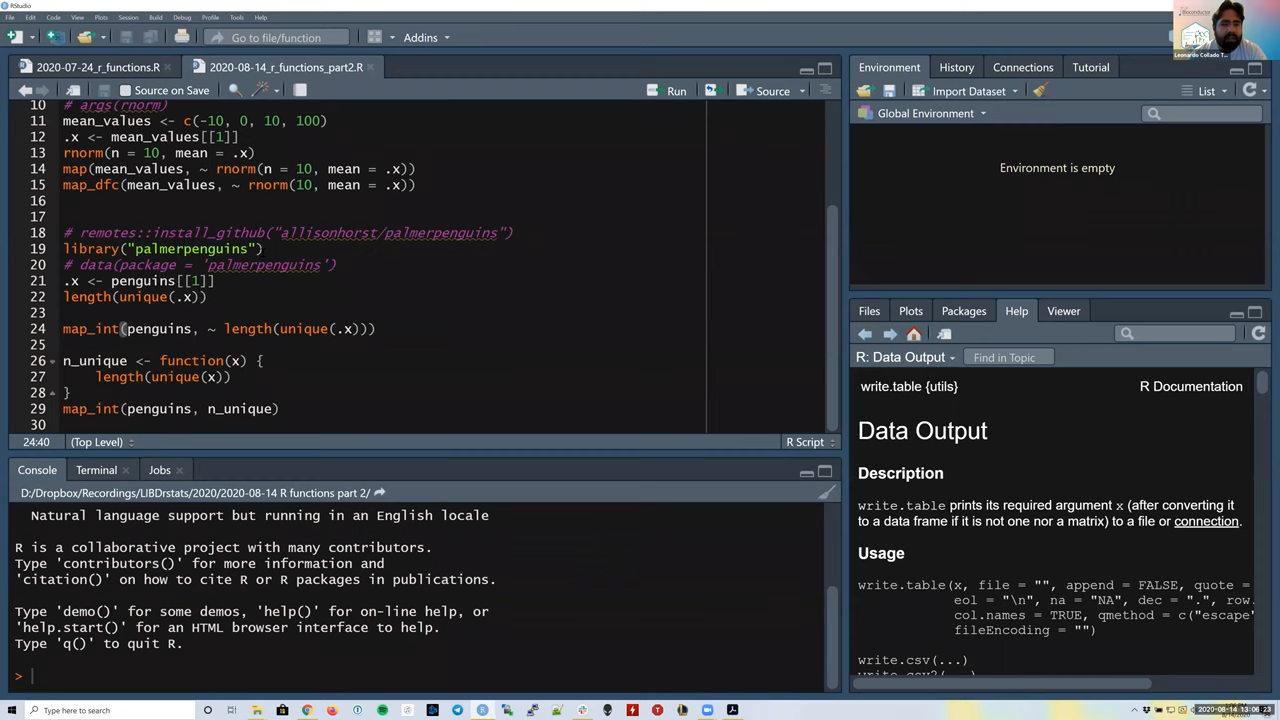 RStudio
File Edit Code View Plots Session Build Debug Profile Tools Help
Go to file/function
Addins
2020-07-24_r_functions.R
2020-08-14_r_functions_part2.R
Source on Save
Run
Source
10 # args(rnorm)
11 mean_values <- c(-10, 0, 10, 100)
12 .x <- mean_values[[1]]
13 rnorm(n = 10, mean = .x)
14 map(mean_values, ~ rnorm(n = 10, mean = .x))
15 map_dfc(mean_values, ~ rnorm(10, mean = .x))
16
17
18 # remotes::install_github("allisonhorst/palmerpenguins")
19 library("palmerpenguins")
20 # data(package = 'palmerpenguins')
21 .x <- penguins[[1]]
22 length(unique(.x))
23
24 map_int(penguins, ~ length(unique(.x)))
25
26 n_unique <- function(x) {
27 length(unique(x))
28 }
29 map_int(penguins, n_unique)
30
24:40 (Top Level) R Script
Console Terminal Jobs
D:/Dropbox/Recordings/LIBDrstats/2020/2020-08-14 R functions part 2/
Natural language support but running in an English locale
R is a collaborative project with many contributors.
Type 'contributors()' for more information and
'citation()' on how to cite R or R packages in publications.
Type 'demo()' for some demos, 'help()' for on-line help, or
'help.start()' for an HTML browser interface to help.
Type 'q()' to quit R.
>
Leonardo Collado T...
Environment History Connections Tutorial
Import Dataset
List
Global Environment
Environment is empty
Files Plots Packages Help Viewer
R: Data Output
Find in Topic
write.table {utils} R Documentation
Data Output
Description
write.table prints its required argument x (after converting it
to a data frame if it is not one nor a matrix) to a file or connection.
Usage
write.table(x, file = "", append = FALSE, quote =
eol = "\n", na = "NA", dec = ".", row.
col.names = TRUE, qmethod = c("escape"
fileEncoding = "")
write.csv(...)
write.csv2(...)
Type here to search
2020-08-14 13:06:23
8/14/2020